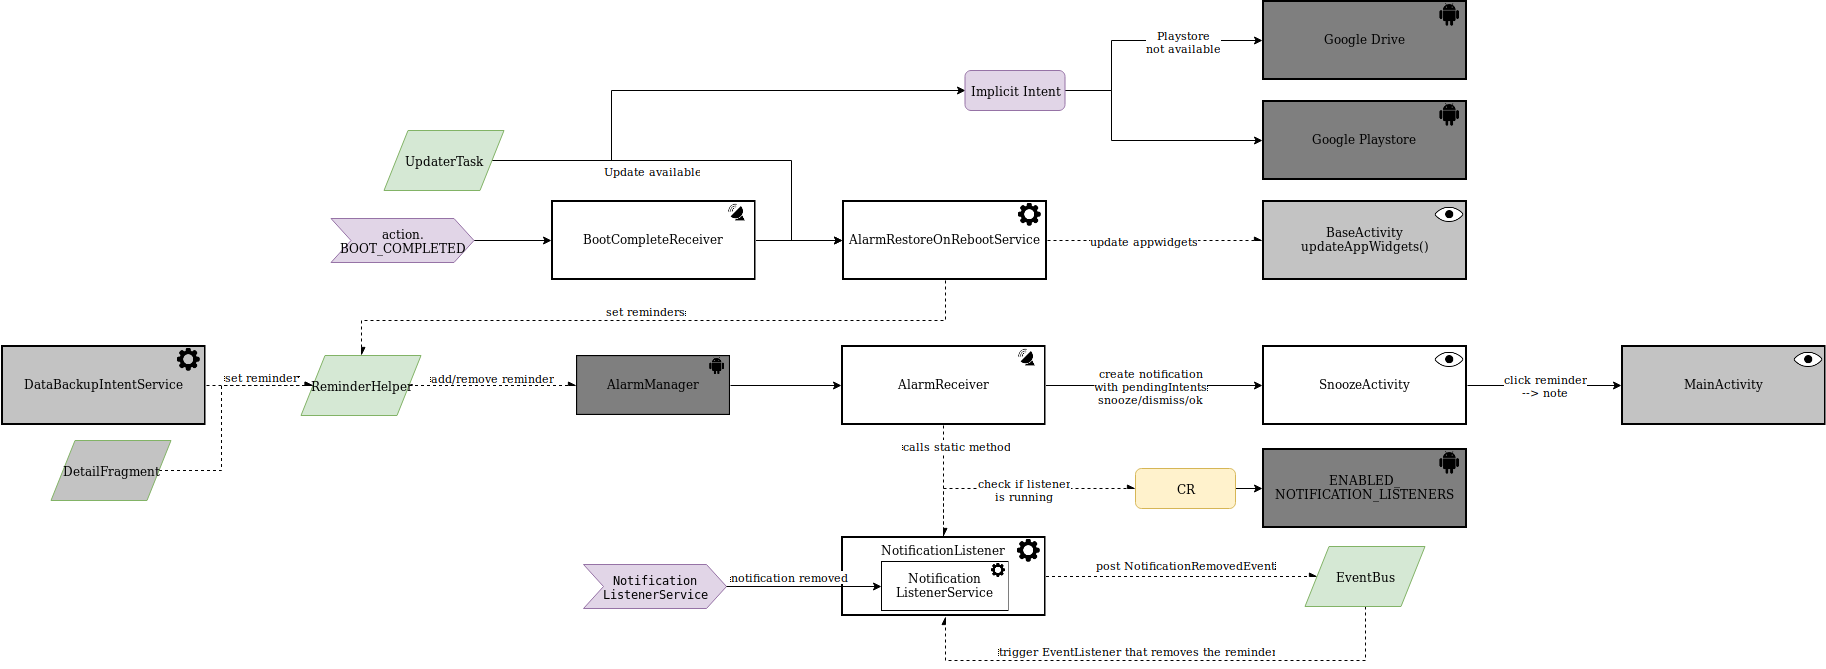 Playstore
not available
Google Drive
Implicit Intent
Google Playstore
UpdaterTask
Update available
action.
BOOT_COMPLETED
BootCompleteReceiver
AlarmRestoreOnRebootService
update appwidgets
BaseActivity
updateAppWidgets()
set reminders
DataBackupIntentService
set reminder
ReminderHelper
add/remove reminder
AlarmManager
AlarmReceiver
create notification
with pendingIntents
snooze/dismiss/ok
SnoozeActivity
click reminder
--> note
MainActivity
DetailFragment
calls static method
check if listener
is running
CR
ENABLED_
NOTIFICATION_LISTENERS
Notification
ListenerService
notification removed
NotificationListener
Notification
ListenerService
post NotificationRemovedEvent
EventBus
trigger EventListener that removes the reminder